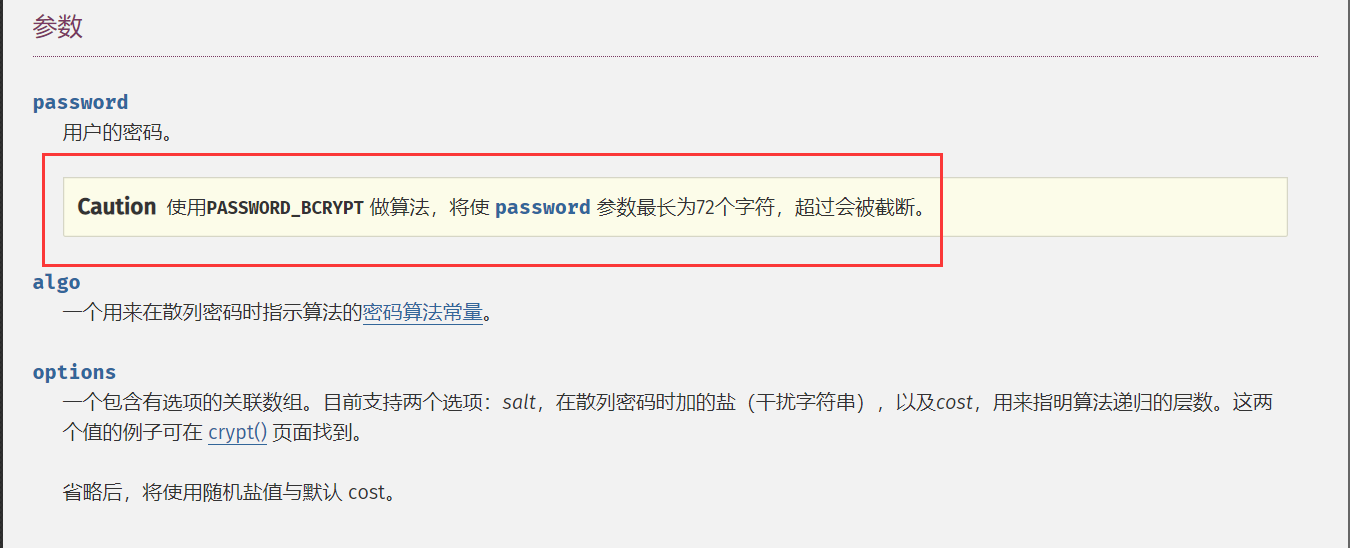 参数
password
用户的密码。
Caution 使用PASSWORD_BCRYPT 做算法，将使 password 参数最长为72个字符，超过会被截断。
algo
一个用来在散列密码时指示算法的密码算法常量。
options
一个包含有选项的关联数组。目前支持两个选项：salt，在散列密码时加的盐（干扰字符串），以及cost，用来指明算法递归的层数。这两
个值的例子可在 crypt() 页面找到。
省略后，将使用随机盐值与默认 cost。